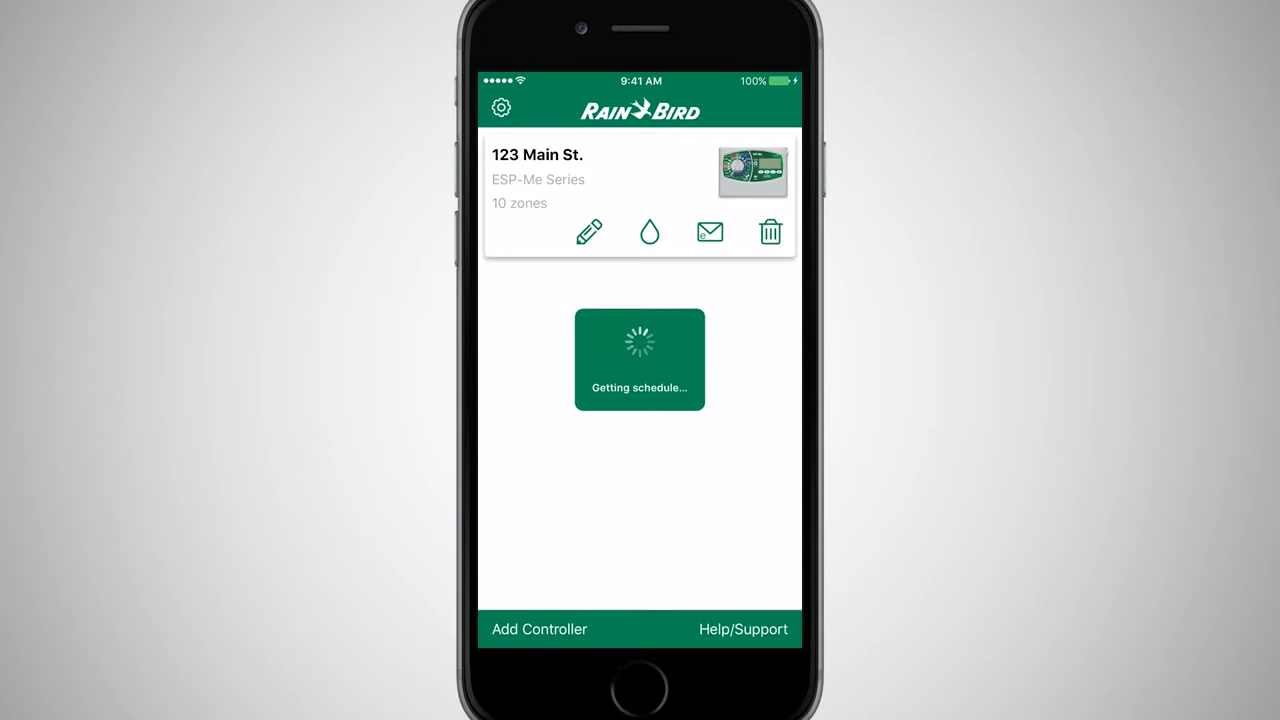 9:41 AM
100%
RAIN BIRD
123 Main St.
ESP-Me Series
10 zones
e
Getting schedule...
Add Controller
Help/Support